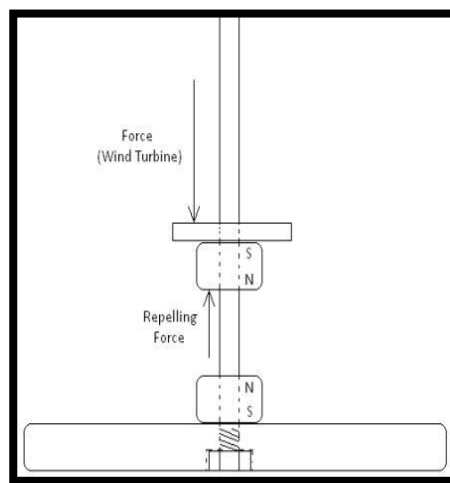 Force
(Wind Turbine)
S
N
Repelling
Force
N
S